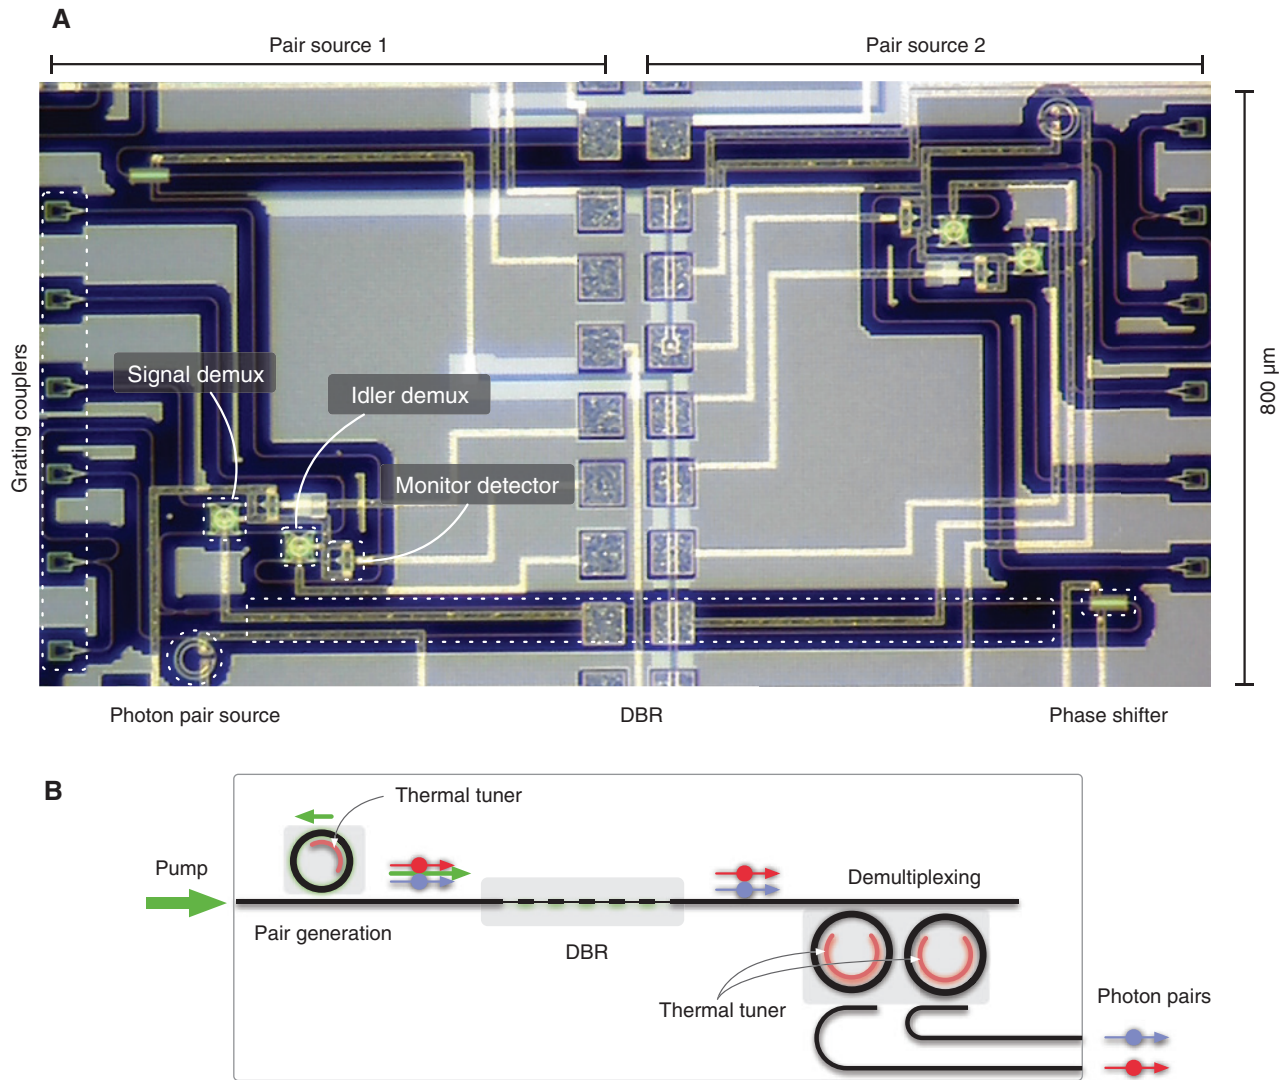 A
Pair source 1
Pair source 2
Grating couplers
Signal demux
Idler demux
Monitor detector
800 μm
Photon pair source
DBR
Phase shifter
B
Thermal tuner
Pump
Pair generation
DBR
Demultiplexing
Thermal tuner
Photon pairs